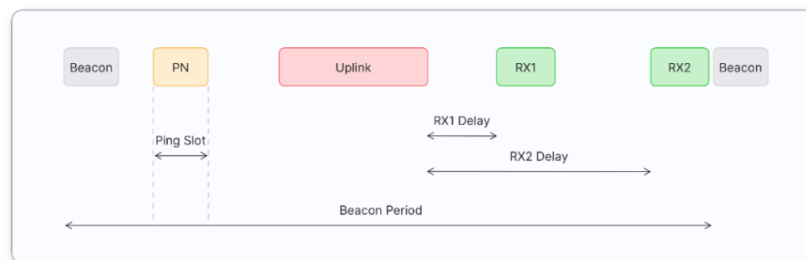 Beacon
PN
Uplink
RX1
RX2
Beacon
RX1 Delay
Ping Slot
RX2 Delay
Beacon Period